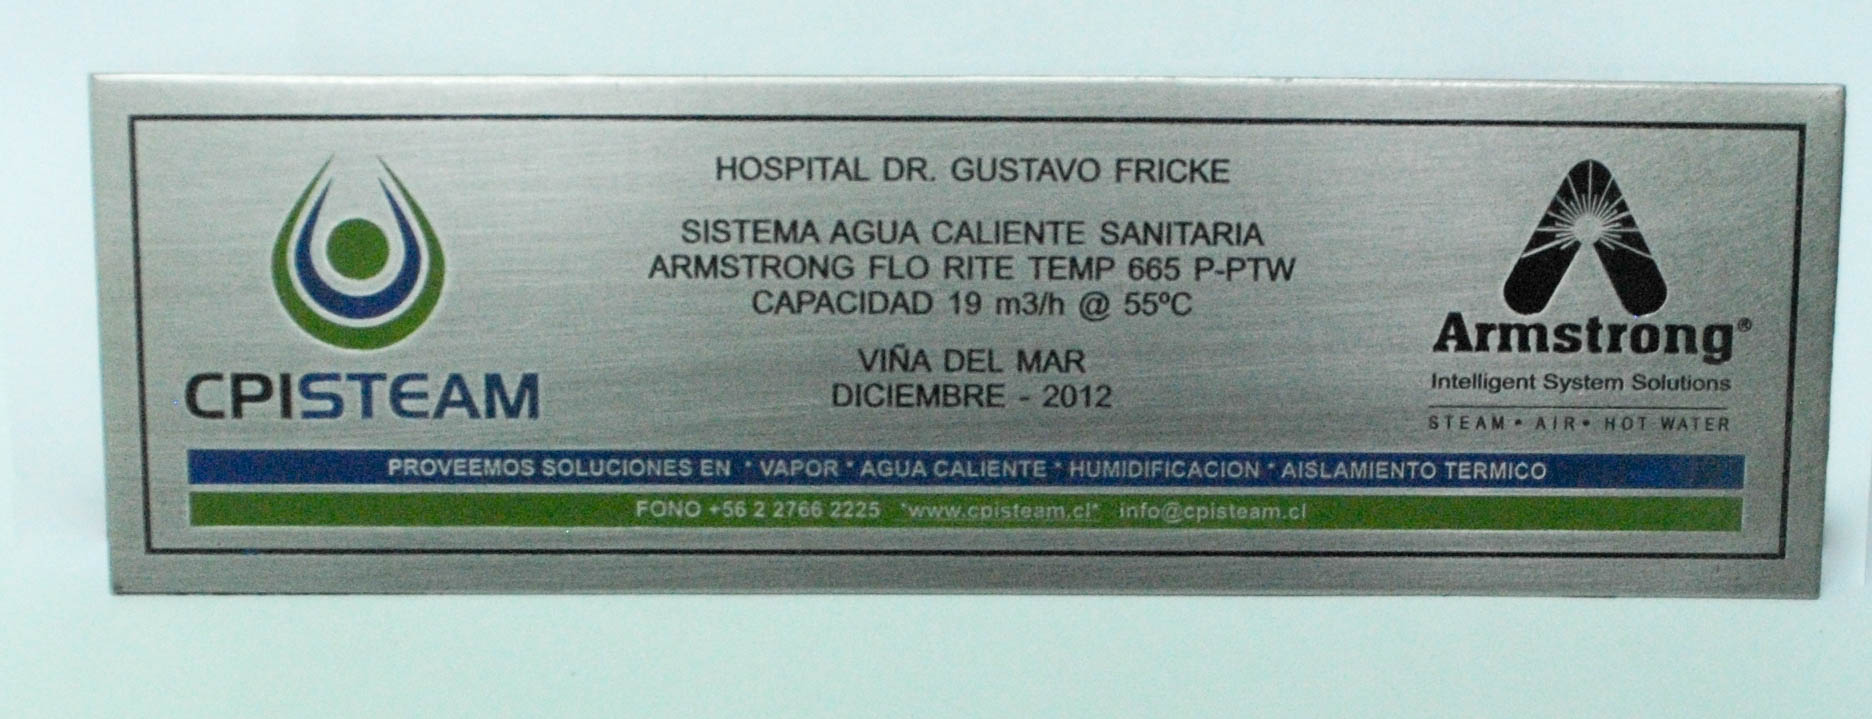 HOSPITAL DR. GUSTAVO FRICKE
SISTEMA AGUA CALIENTE SANITARIA
ARMSTRONG FLO RITE TEMP 665 P-PTW
CAPACIDAD 19 m3/h @ 55ºC
VIÑA DEL MAR
DICIEMBRE - 2012
CPISTEAM
Armstrong®
Intelligent System Solutions
STEAM • AIR • HOT WATER
PROVEEMOS SOLUCIONES EN * VAPOR * AGUA CALIENTE * HUMIDIFICACION * AISLAMIENTO TERMICO
FONO +56 2 2766 2225 *www.cpisteam.cl* info@cpisteam.cl